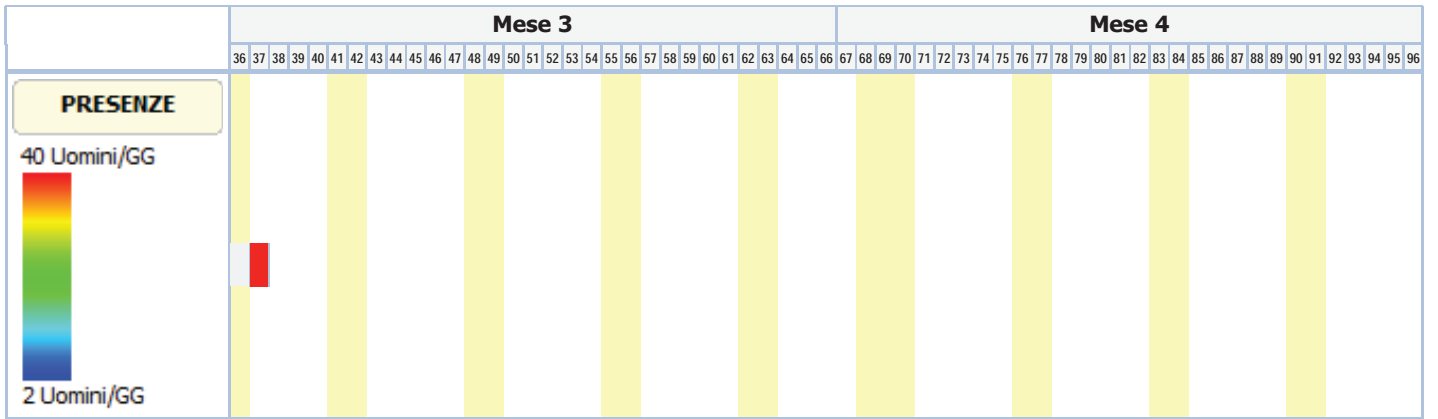 Mese 3 Mese 4
36 37 38 39 40 41 42 43 44 45 46 47 48 49 50 51 52 53 54 55 56 57 58 59 60 61 62 63 64 65 66 67 68 69 70 71 72 73 74 75 76 77 78 79 80 81 82 83 84 85 86 87 88 89 90 91 92 93 94 95 96
PRESENZE
40 Uomini/GG
2 Uomini/GG